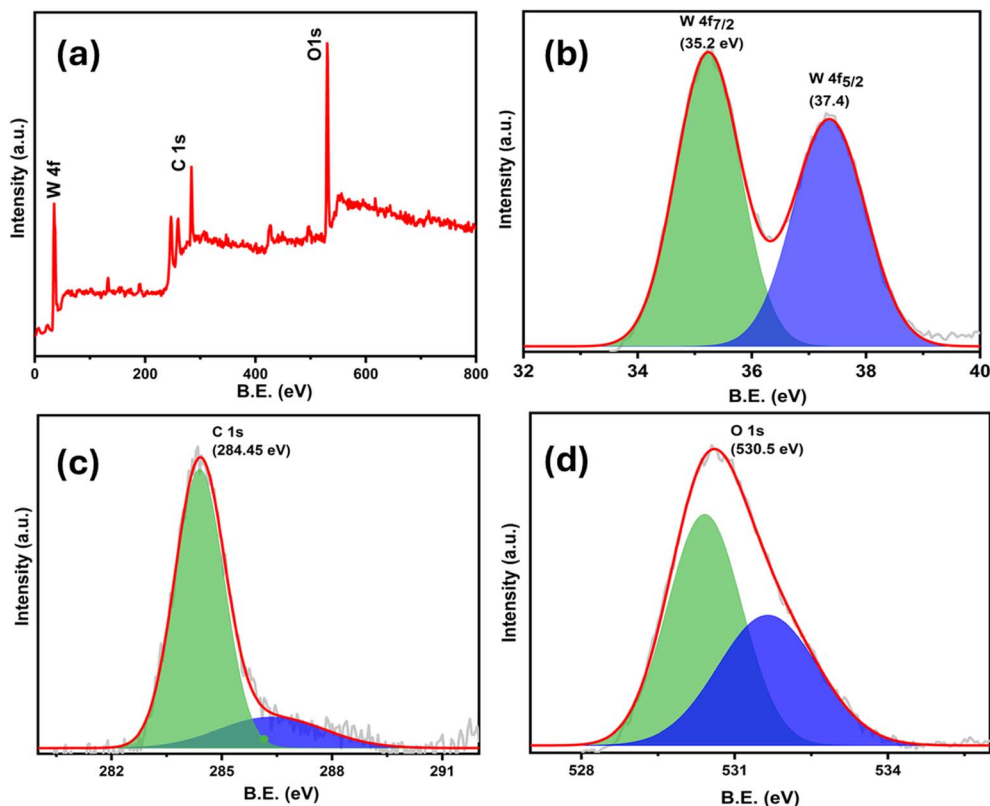 (a)
W 4f
C 1s
O1s
Intensity (a.u.)
0 200 400 600 800
B.E. (eV)
(b)
W 4f7/2
(35.2 eV)
W 4f5/2
(37.4)
Intensity (a.u.)
32 34 36 38 40
B.E. (eV)
(c)
C 1s
(284.45 eV)
Intensity (a.u.)
282 285 288 291
B.E. (eV)
(d)
O 1s
(530.5 eV)
Intensity (a.u.)
528 531 534
B.E. (eV)